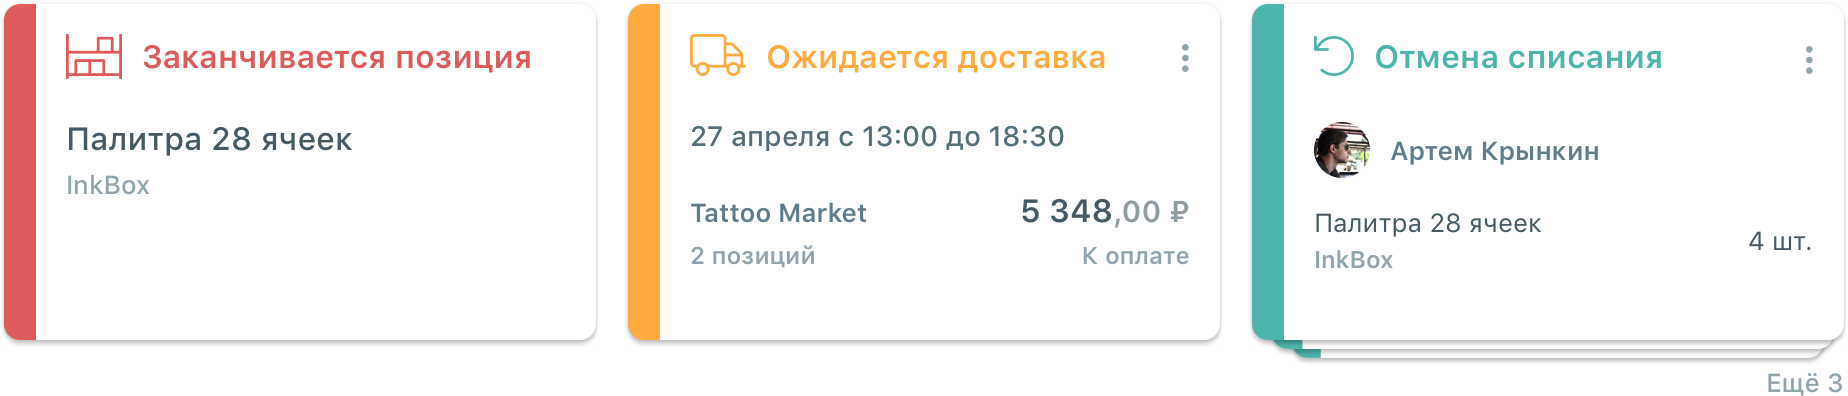 Заканчивается позиция
Палитра 28 ячеек
InkBox
Ожидается доставка
27 апреля с 13:00 до 18:30
Tattoo Market 5 348,00 ₽
2 позиций К оплате
Отмена списания
Артем Крынкин
Палитра 28 ячеек
4 шт.
InkBox
Ещё 3